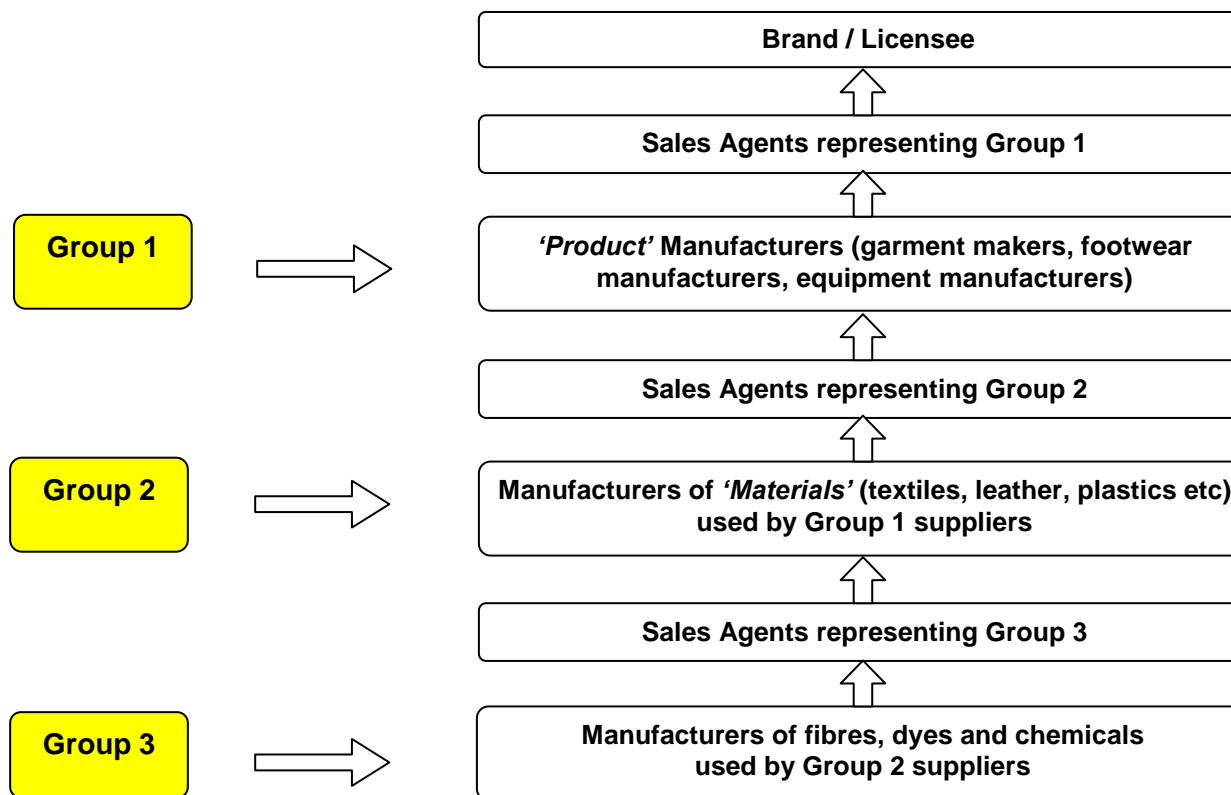 Brand / Licensee
Sales Agents representing Group 1
Group 1
‘Product’ Manufacturers (garment makers, footwear
manufacturers, equipment manufacturers)
Sales Agents representing Group 2
Group 2
Manufacturers of ‘Materials’ (textiles, leather, plastics etc)
used by Group 1 suppliers
Sales Agents representing Group 3
Group 3
Manufacturers of fibres, dyes and chemicals
used by Group 2 suppliers